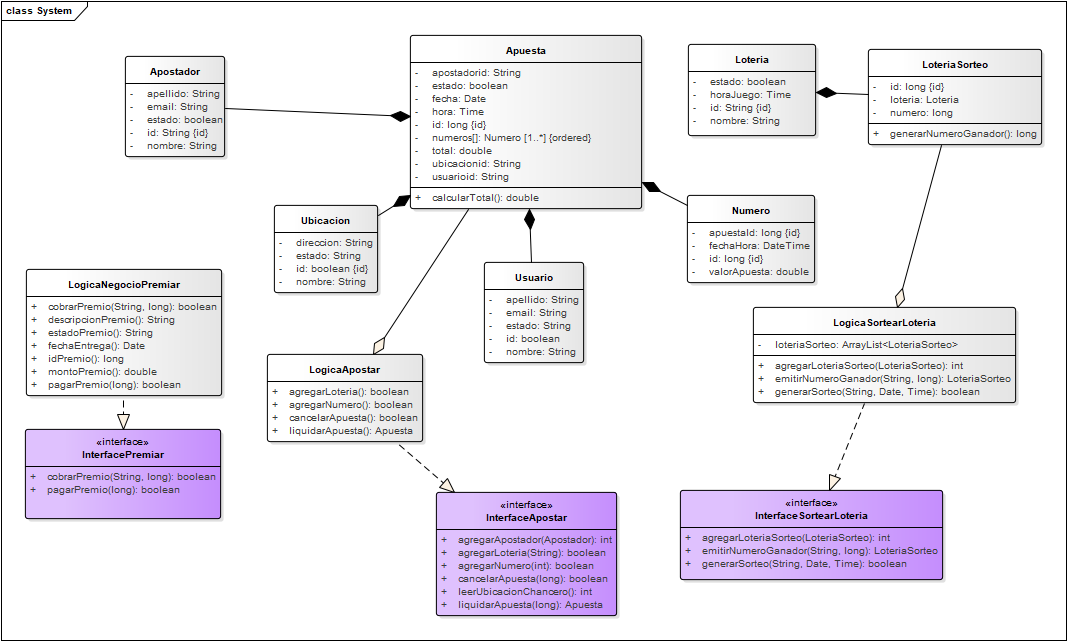 class System
Apostador
- apellido: String
- email: String
- estado: boolean
- id: String {id}
- nombre: String
Apuesta
- apostadorid: String
- estado: boolean
- fecha: Date
- hora: Time
- id: long {id}
- numeros[]: Numero [1..*] {ordered}
- total: double
- ubicacionid: String
- usuarioid: String
+ calcularTotal(): double
Loteria
- estado: boolean
- horaJuego: Time
- id: String {id}
- nombre: String
LoteriaSorteo
- id: long {id}
- loteria: Loteria
- numero: long
+ generarNumeroGanador(): long
Ubicacion
- direccion: String
- estado: String
- id: boolean {id}
- nombre: String
Usuario
- apellido: String
- email: String
- estado: String
- id: boolean
- nombre: String
Numero
- apuestaId: long {id}
- fechaHora: DateTime
- id: long {id}
- valorApuesta: double
LogicaNegocioPremiar
+ cobrarPremio(String, long): boolean
+ descripcionPremio(): String
+ estadoPremio(): String
+ fechaEntrega(): Date
+ idPremio(): long
+ montoPremio(): double
+ pagarPremio(long): boolean
LogicaApostar
+ agregarLoteria(): boolean
+ agregarNumero(): boolean
+ cancelarApuesta(): boolean
+ liquidarApuesta(): Apuesta
LogicaSortearLoteria
- loteriaSorteo: ArrayList<LoteriaSorteo>
+ agregarLoteriaSorteo(LoteriaSorteo): int
+ emitirNumeroGanador(String, long): LoteriaSorteo
+ generarSorteo(String, Date, Time): boolean
«interface»
InterfacePremiar
+ cobrarPremio(String, long): boolean
+ pagarPremio(long): boolean
«interface»
InterfaceApostar
+ agregarApostador(Apostador): int
+ agregarLoteria(String): boolean
+ agregarNumero(int): boolean
+ cancelarApuesta(long): boolean
+ leerUbicacionChancero(): int
+ liquidarApuesta(long): Apuesta
«interface»
InterfaceSortearLoteria
+ agregarLoteriaSorteo(LoteriaSorteo): int
+ emitirNumeroGanador(String, long): LoteriaSorteo
+ generarSorteo(String, Date, Time): boolean